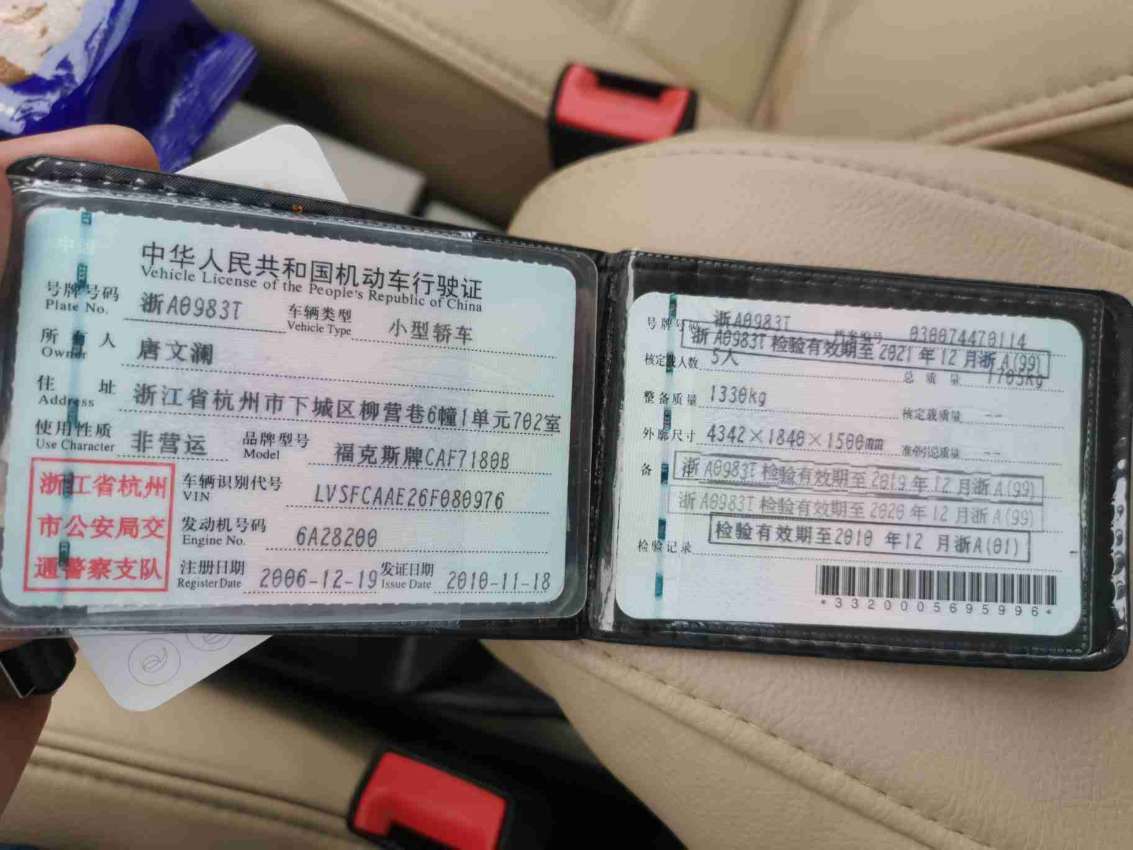 中华人民共和国机动车行驶证
Vehicle License of the People's Republic of China
号牌号码 浙A0983T 车辆类型 小型轿车
Plate No. Vehicle Type
所有人 唐文澜
Owner
住址 浙江省杭州市下城区柳营巷6幢1单元702室
Address
使用性质 非营运 品牌型号 福克斯牌CAF7180B
Use Character Model
浙江省杭州
市公安局交
通警察支队
车辆识别代号 LVSFCAAE26F080976
VIN
发动机号码 6A28200
Engine No.
注册日期 2006-12-19 发证日期 2010-11-18
Register Date Issue Date
号牌号码 浙A0983T 档案编号 030074470114
浙A0983T 检验有效期至2021年12月浙A(99)
核定载人数 5人 总质量 1705kg
整备质量 1330kg 核定载质量 --
外廓尺寸 4342×1840×1500mm 准牵引总质量 --
备
浙A0983T 检验有效期至2019年12月浙A(99)
浙A0983T 检验有效期至2020年12月浙A(99)
检验有效期至2010年12月浙A(01)
检验记录
*3320005695996*